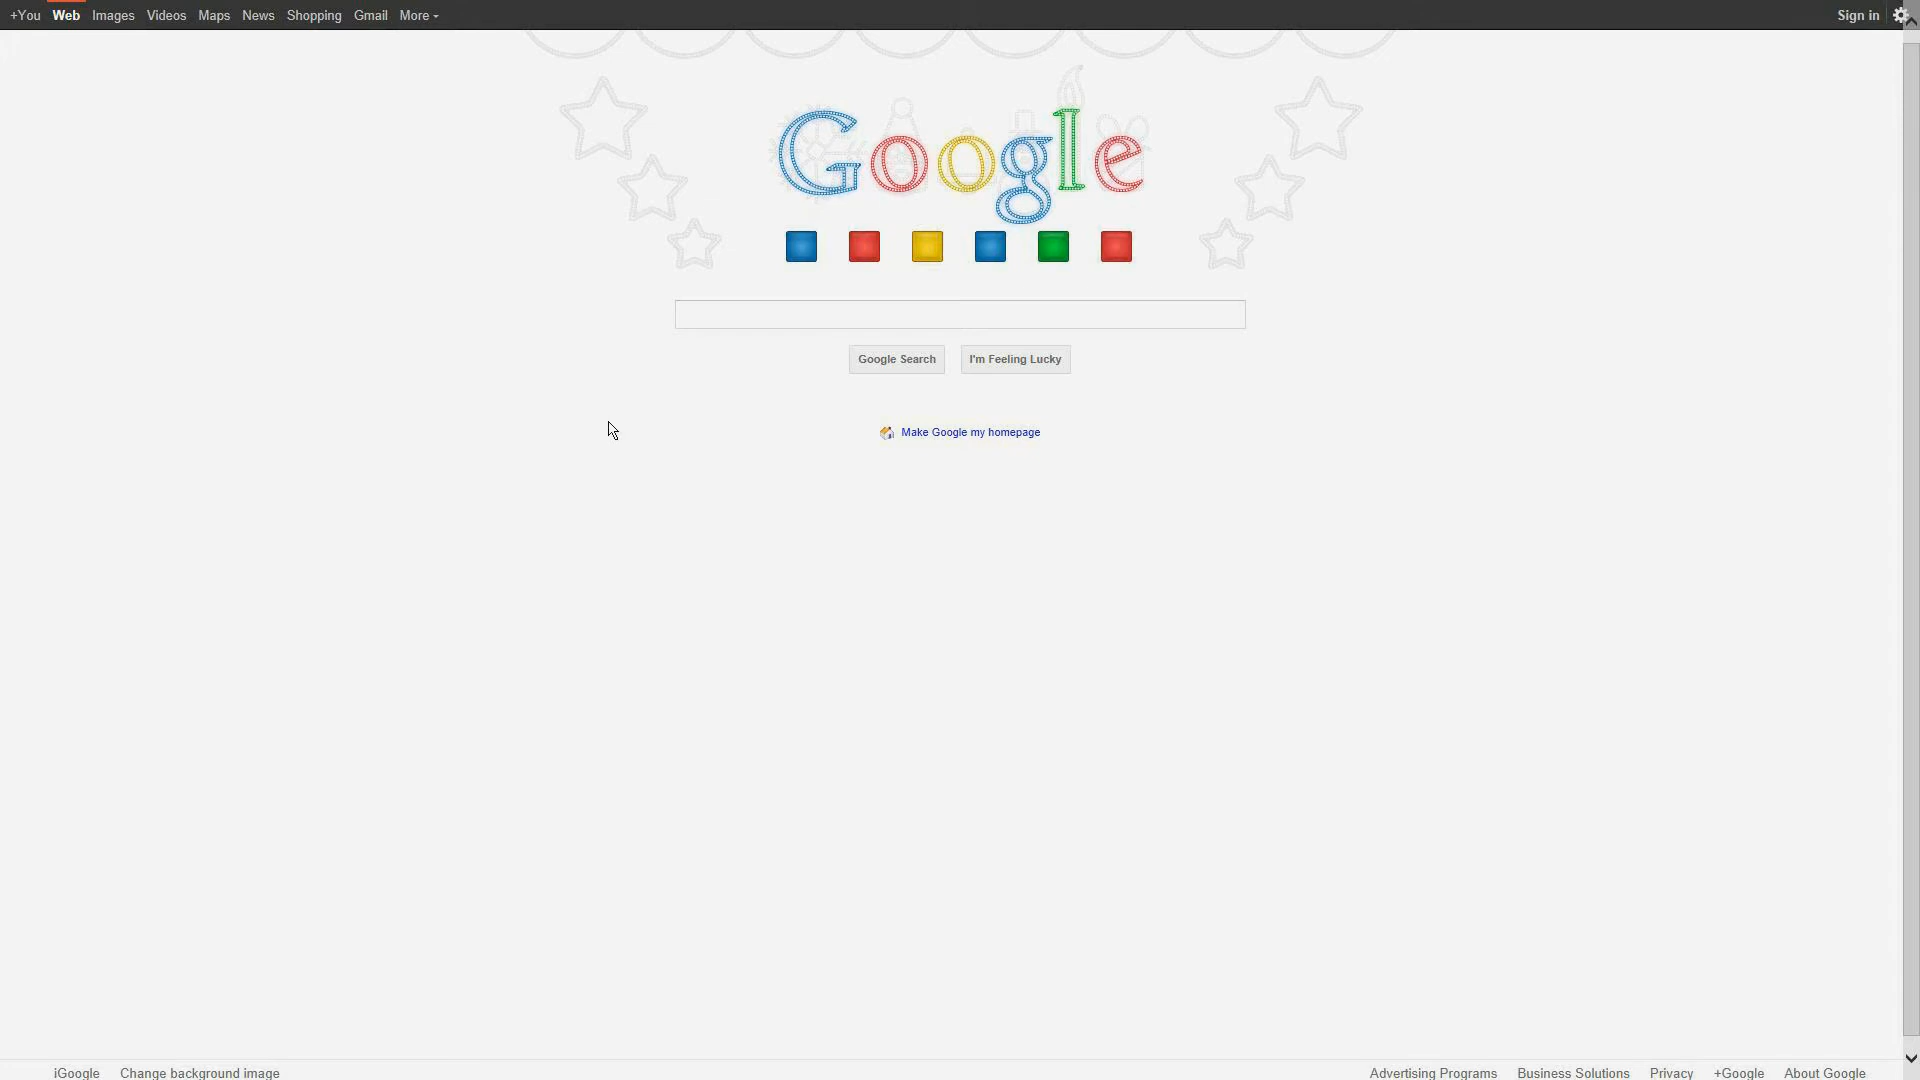 +You Web Images Videos Maps News Shopping Gmail More Sign in
Google
Google Search I'm Feeling Lucky
Make Google my homepage
iGoogle Change background image Advertising Programs Business Solutions Privacy +Google About Google